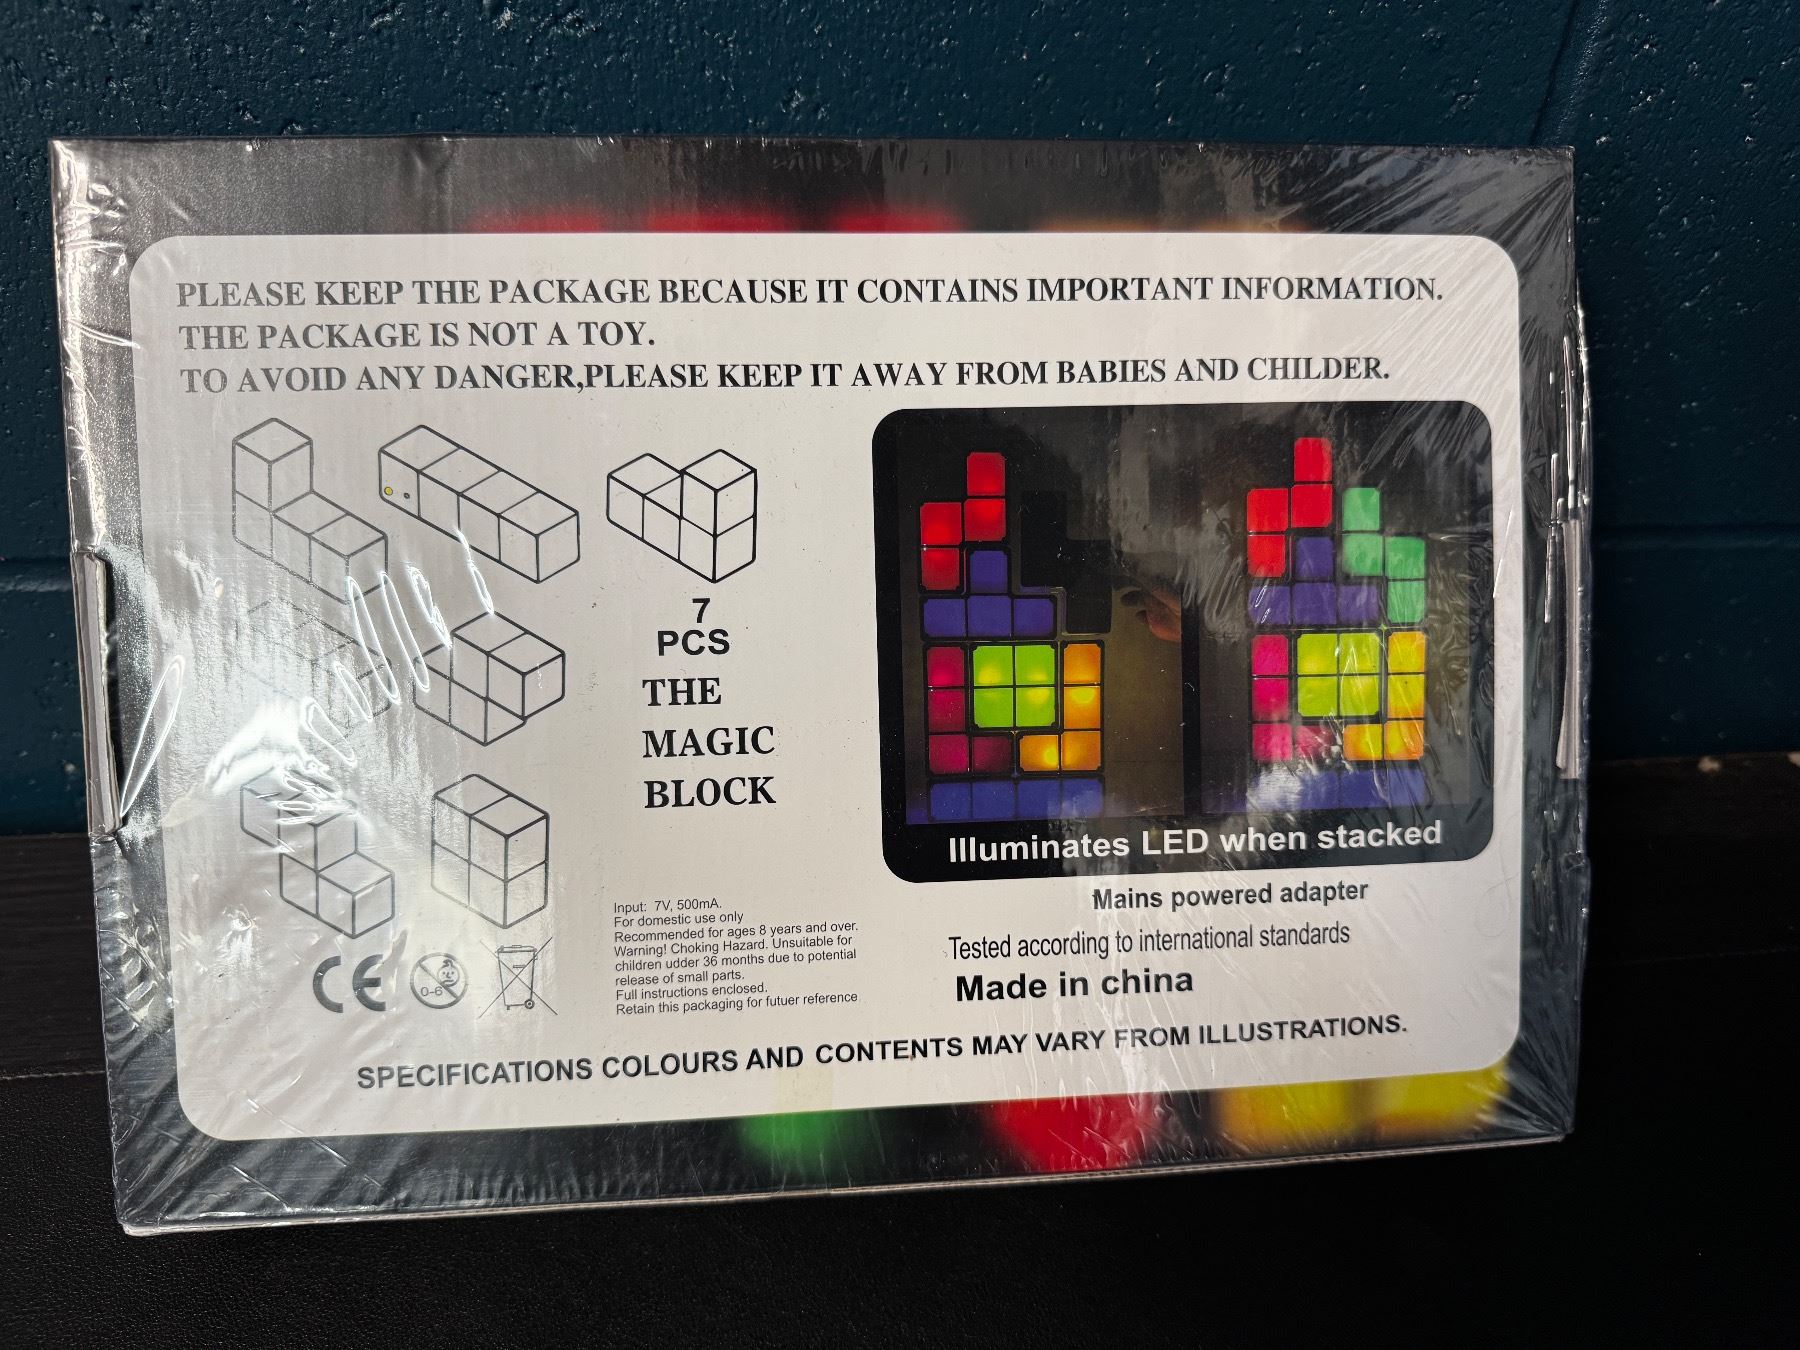 PLEASE KEEP THE PACKAGE BECAUSE IT CONTAINS IMPORTANT INFORMATION.
THE PACKAGE IS NOT A TOY.
TO AVOID ANY DANGER,PLEASE KEEP IT AWAY FROM BABIES AND CHILDER.
7
PCS
THE
MAGIC
BLOCK
Illuminates LED when stacked
Mains powered adapter
Tested according to international standards
Made in china
Input: 7V, 500mA.
For domestic use only
Recommended for ages 8 years and over.
Warning! Choking Hazard. Unsuitable for
children udder 36 months due to potential
release of small parts.
Full instructions enclosed.
Retain this packaging for futuer reference
CE
0-6
SPECIFICATIONS COLOURS AND CONTENTS MAY VARY FROM ILLUSTRATIONS.